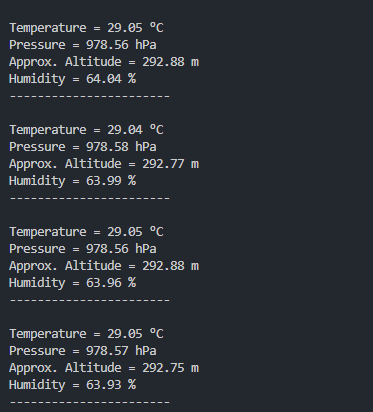 Temperature = 29.05 ºC
Pressure = 978.56 hPa
Approx. Altitude = 292.88 m
Humidity = 64.04 %
-----------------------
Temperature = 29.04 ºC
Pressure = 978.58 hPa
Approx. Altitude = 292.77 m
Humidity = 63.99 %
-----------------------
Temperature = 29.05 ºC
Pressure = 978.56 hPa
Approx. Altitude = 292.88 m
Humidity = 63.96 %
-----------------------
Temperature = 29.05 ºC
Pressure = 978.57 hPa
Approx. Altitude = 292.75 m
Humidity = 63.93 %
-----------------------